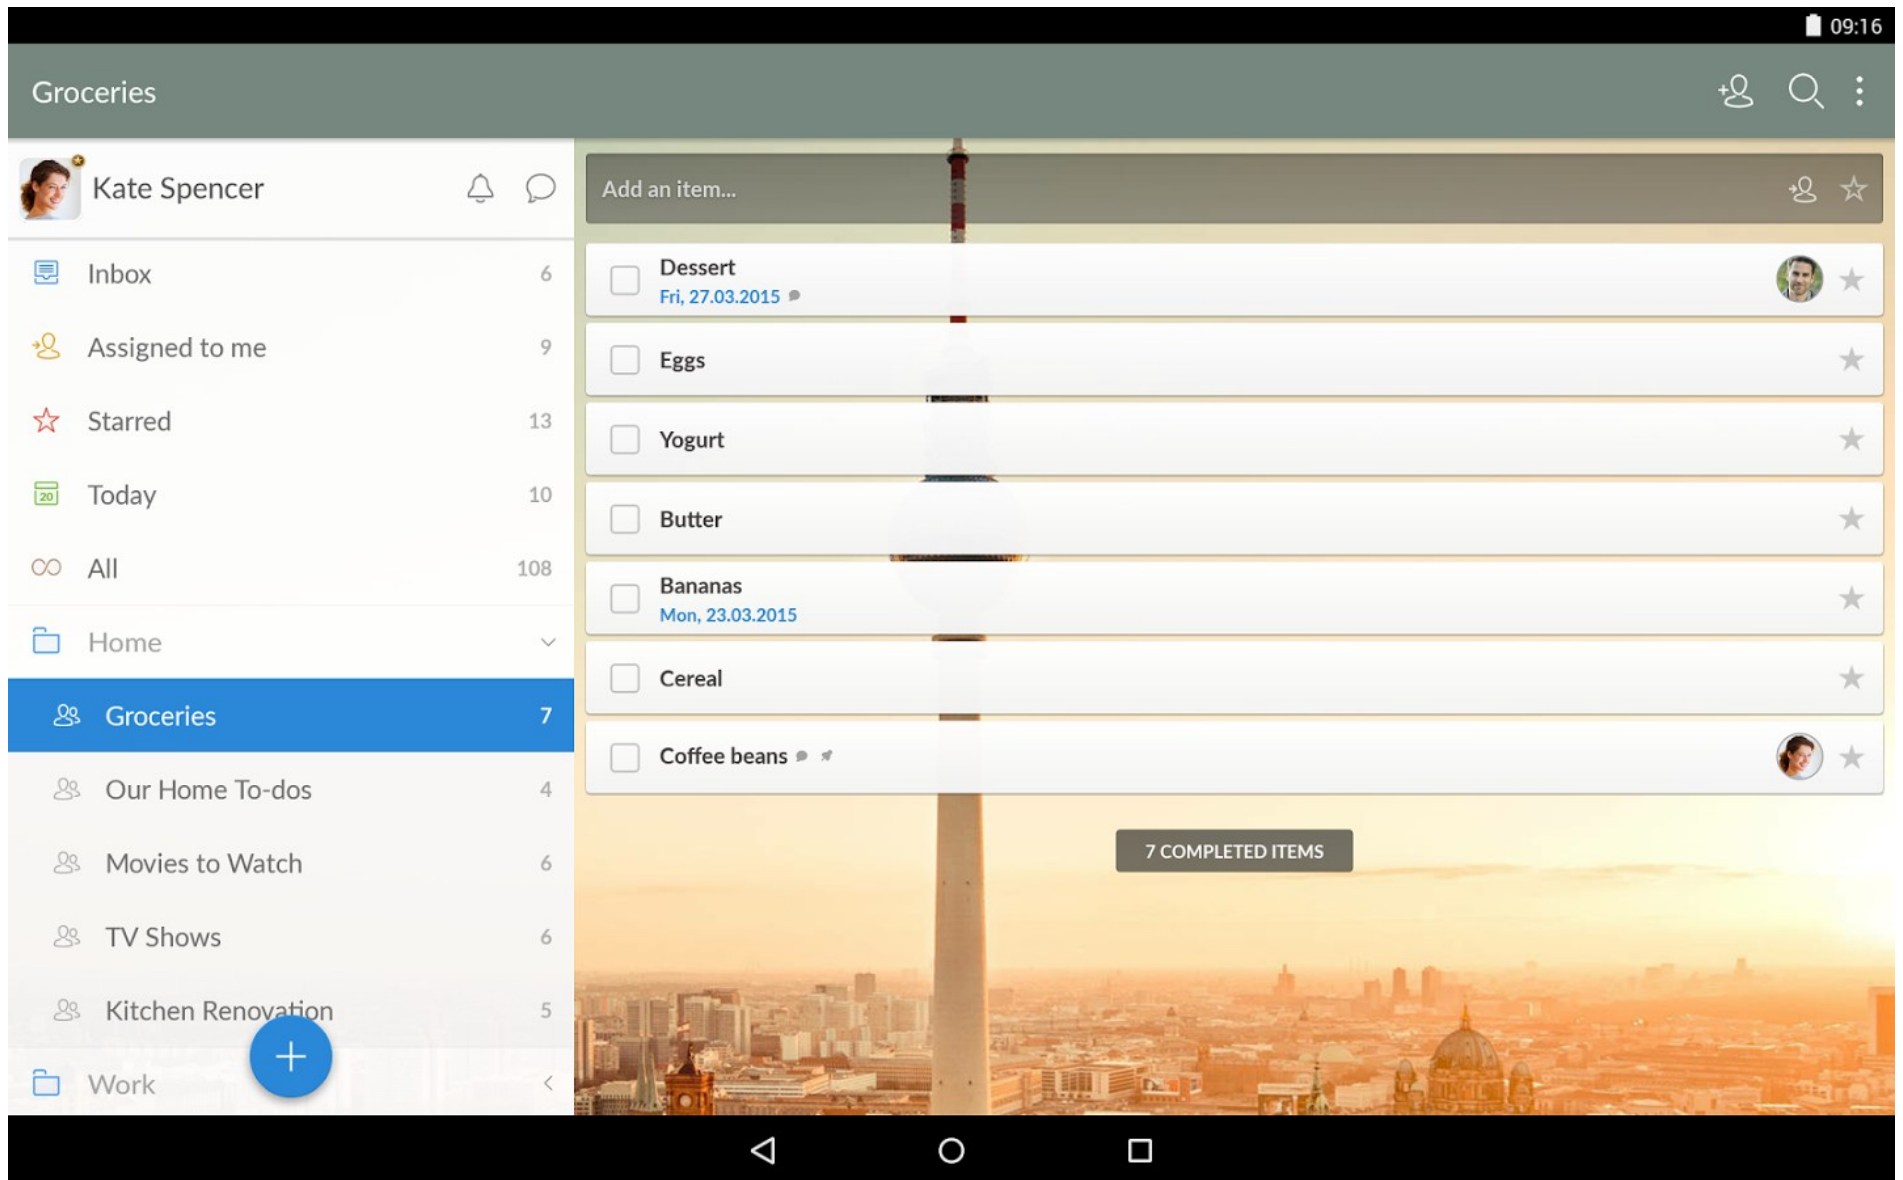 09:16
Groceries
Kate Spencer
Add an item...
Inbox 6
Assigned to me 9
Starred 13
20 Today 10
All 108
Home
Groceries 7
Our Home To-dos 4
Movies to Watch 6
TV Shows 6
Kitchen Renovation 5
Work
Dessert
Fri, 27.03.2015
Eggs
Yogurt
Butter
Bananas
Mon, 23.03.2015
Cereal
Coffee beans
7 COMPLETED ITEMS